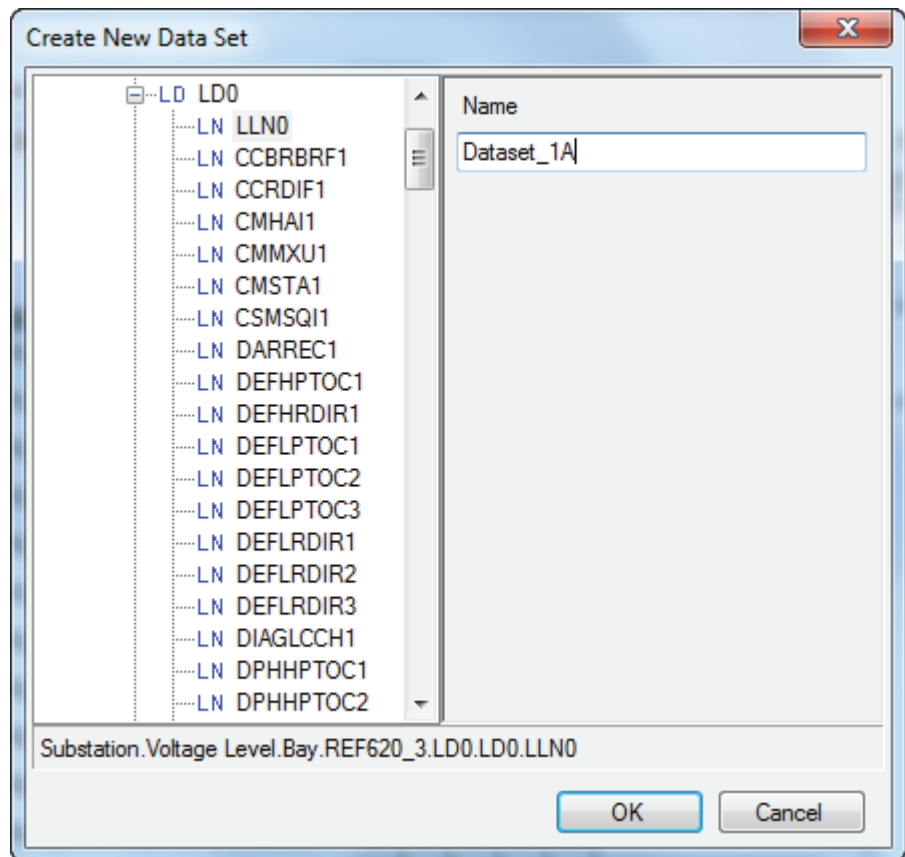 Create New Data Set
LD LD0
LN LLN0
LN CCBRBRF1
LN CCRDIF1
LN CMHAI1
LN CMMXU1
LN CMSTA1
LN CSMSQI1
LN DARREC1
LN DEFHPTOC1
LN DEFHRDIR1
LN DEFLPTOC1
LN DEFLPTOC2
LN DEFLPTOC3
LN DEFLRDIR1
LN DEFLRDIR2
LN DEFLRDIR3
LN DIAGLCCH1
LN DPHHPTOC1
LN DPHHPTOC2
Name
Dataset_1A
Substation.Voltage Level.Bay.REF620_3.LD0.LD0.LLN0
OK
Cancel